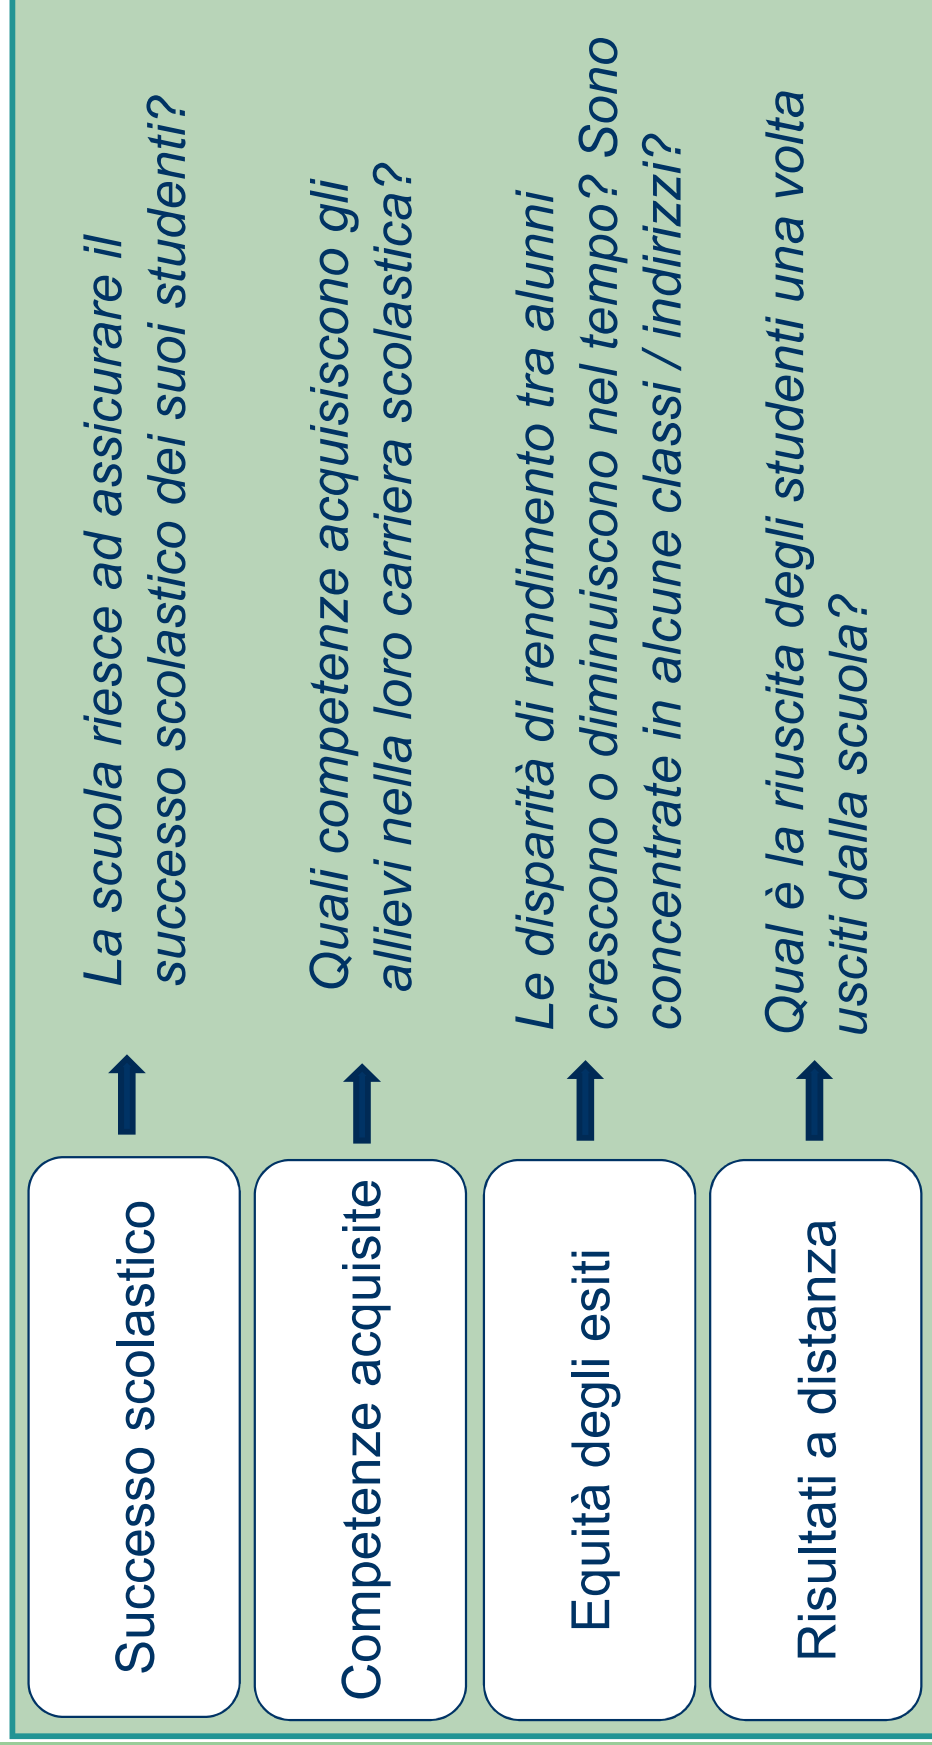 Successo scolastico
La scuola riesce ad assicurare il
successo scolastico dei suoi studenti?
Competenze acquisite
Quali competenze acquisiscono gli
allievi nella loro carriera scolastica?
Equità degli esiti
Le disparità di rendimento tra alunni
crescono o diminuiscono nel tempo? Sono
concentrate in alcune classi / indirizzi?
Risultati a distanza
Qual è la riuscita degli studenti una volta
usciti dalla scuola?